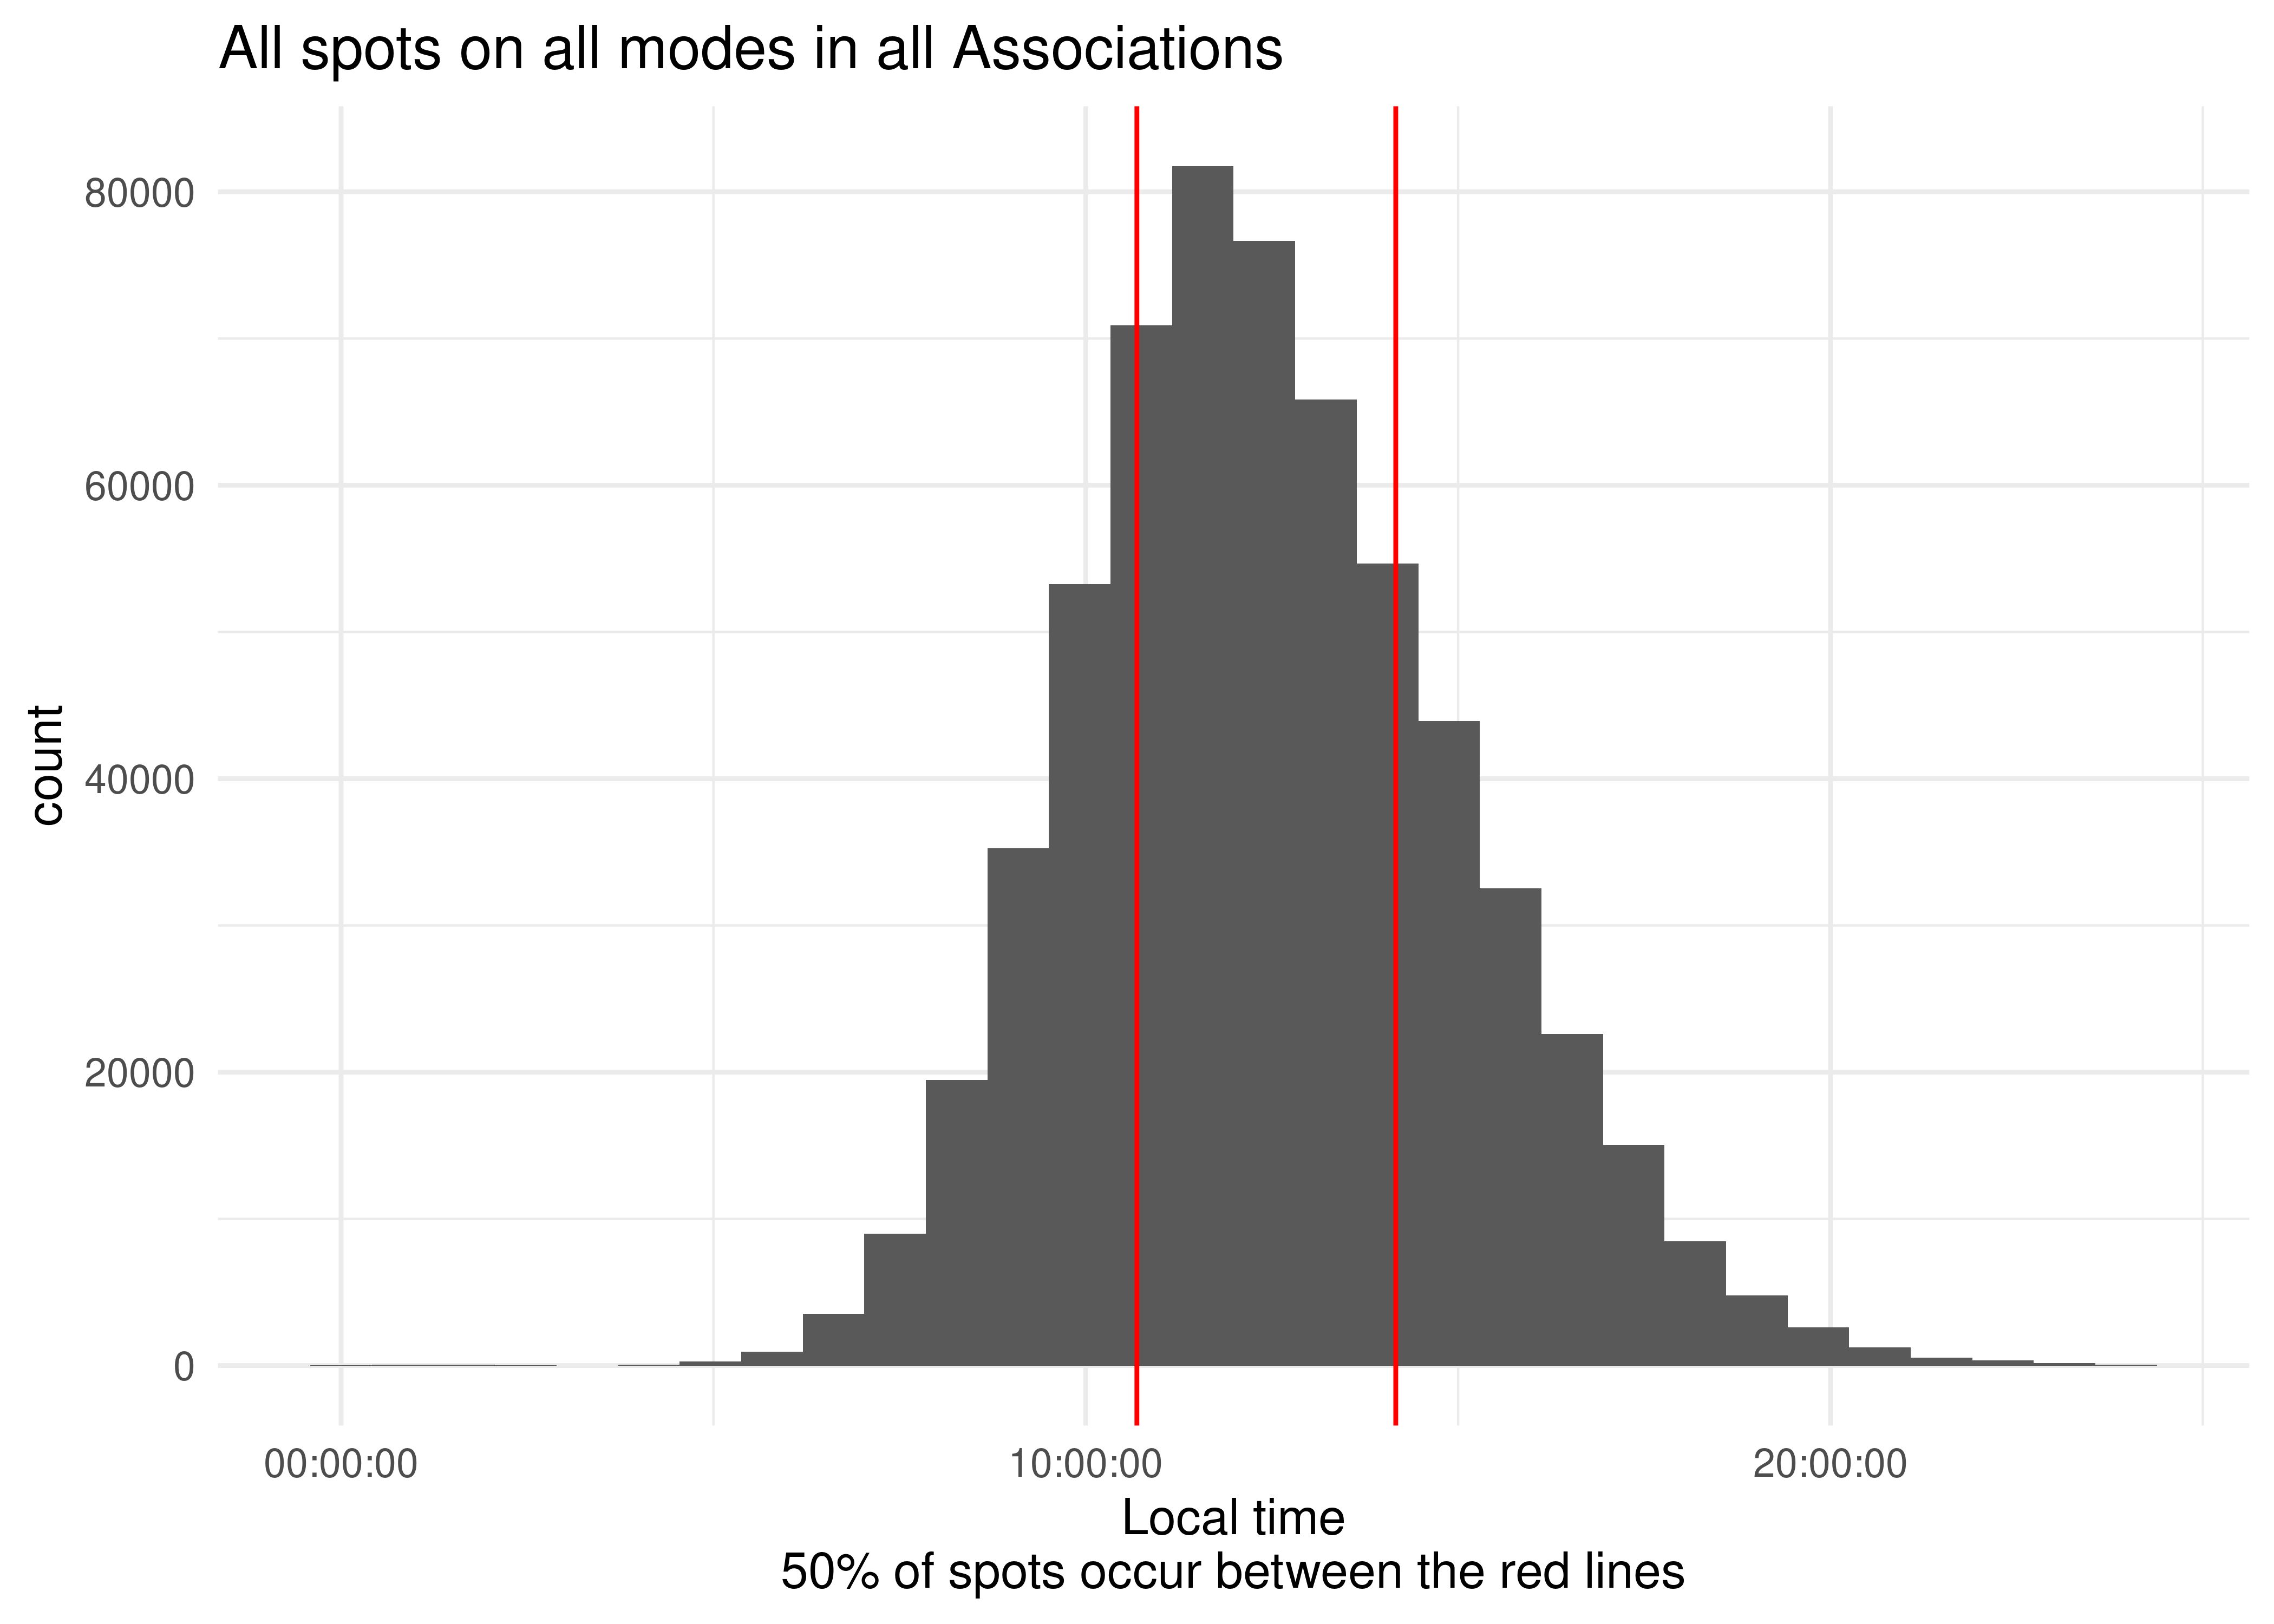 All spots on all modes in all Associations
count
80000
60000
40000
20000
0
00:00:00
10:00:00
20:00:00
Local time
50% of spots occur between the red lines